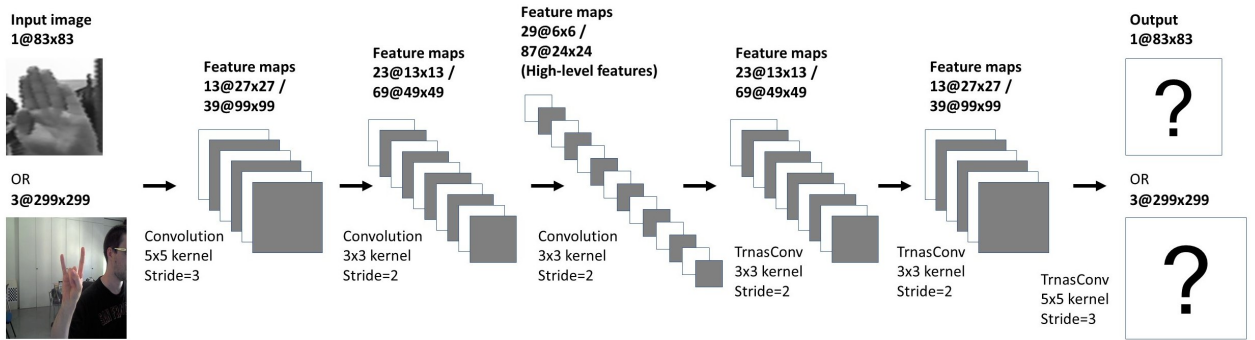 Input image
1@83x83
OR
3@299x299
Feature maps
13@27x27 /
39@99x99
Convolution
5x5 kernel
Stride=3
Feature maps
23@13x13 /
69@49x49
Convolution
3x3 kernel
Stride=2
Feature maps
29@6x6 /
87@24x24
(High-level features)
Convolution
3x3 kernel
Stride=2
Feature maps
23@13x13 /
69@49x49
TrnasConv
3x3 kernel
Stride=2
Feature maps
13@27x27 /
39@99x99
TrnasConv
3x3 kernel
Stride=2
TrnasConv
5x5 kernel
Stride=3
Output
1@83x83
?
OR
3@299x299
?